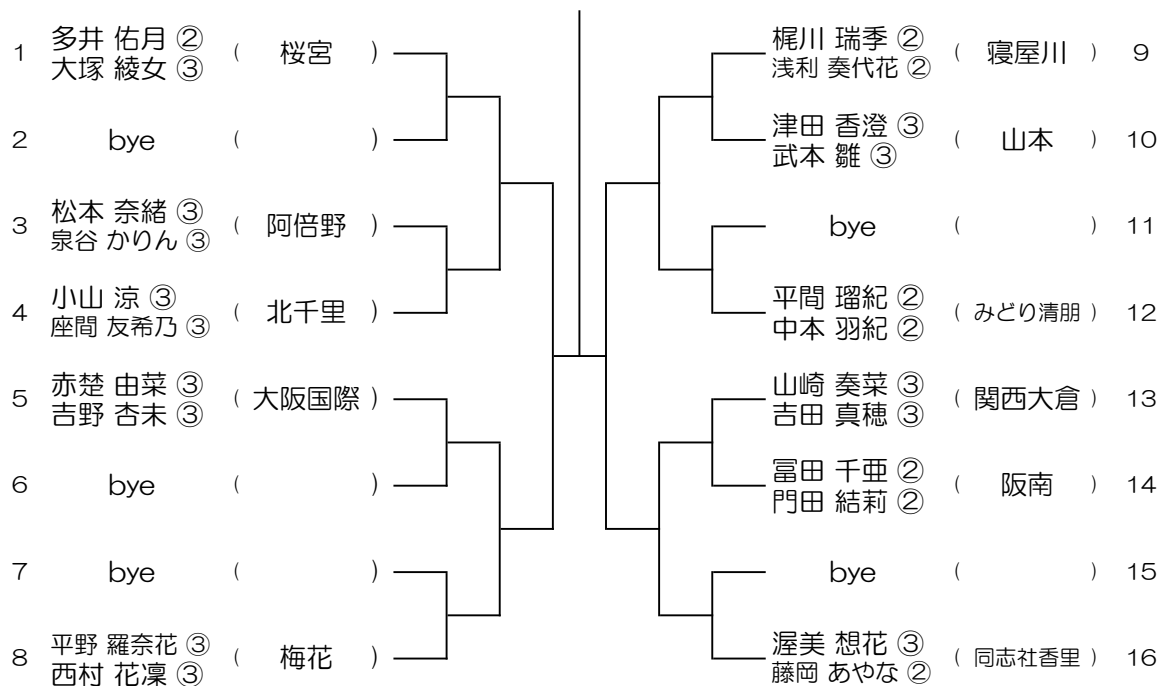 1 多井 佑月 ② ( 桜宮 )
大塚 綾女 ③
2 bye ( )
3 松本 奈緒 ③ ( 阿倍野 )
泉谷 かりん ③
4 小山 涼 ③ ( 北千里 )
座間 友希乃 ③
5 赤楚 由菜 ③ ( 大阪国際 )
吉野 杏未 ③
6 bye ( )
7 bye ( )
8 平野 羅奈花 ③ ( 梅花 )
西村 花凜 ③
梶川 瑞季 ② ( 寝屋川 ) 9
浅利 奏代花 ②
津田 香澄 ③ ( 山本 ) 10
武本 雛 ③
bye ( ) 11
平間 瑠紀 ② ( みどり清朋 ) 12
中本 羽紀 ②
山崎 奏菜 ③ ( 関西大倉 ) 13
吉田 真穂 ③
冨田 千亜 ② ( 阪南 ) 14
門田 結莉 ②
bye ( ) 15
渥美 想花 ③ ( 同志社香里 ) 16
藤岡 あやな ②